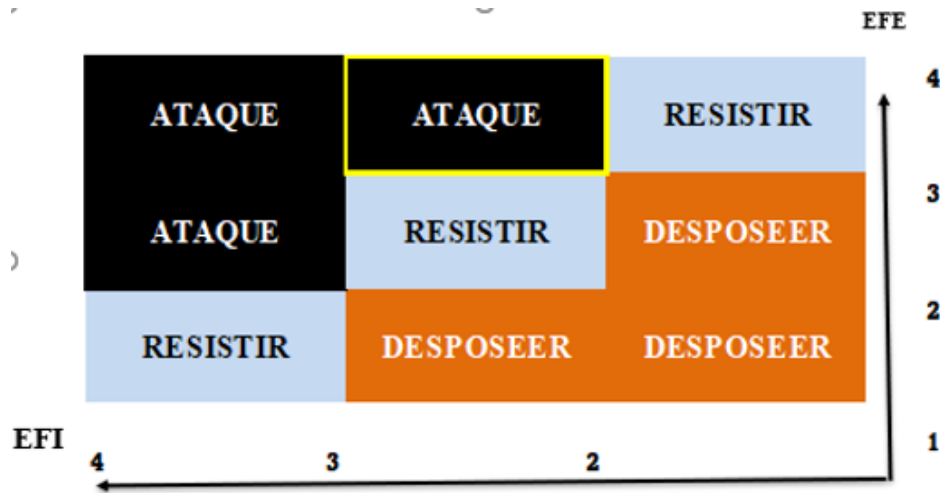 EFE
ATAQUE ATAQUE RESISTIR 4
3
ATAQUE RESISTIR DESPOSEER
2
RESISTIR DESPOSEER DESPOSEER
EFI 1
4 3 2